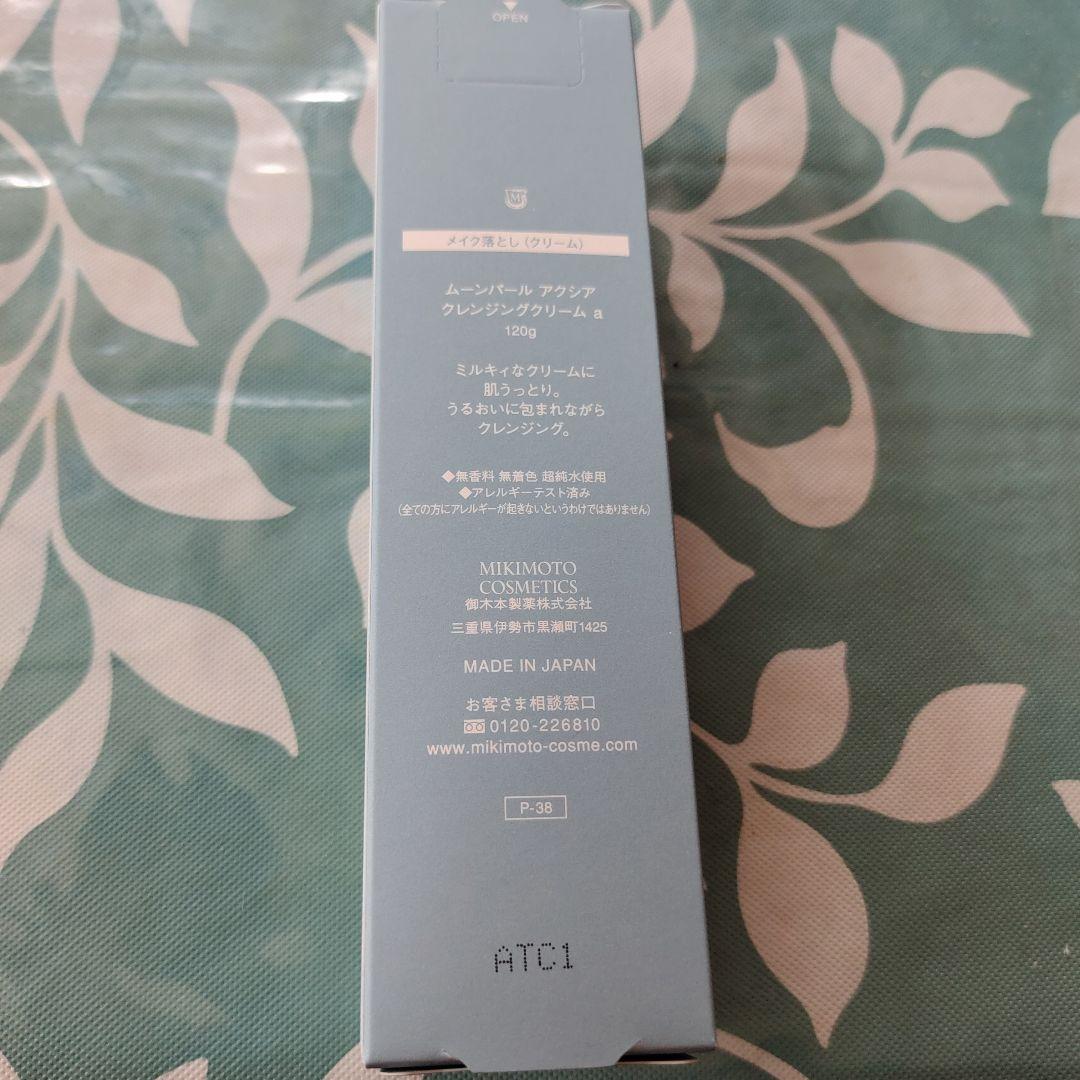 OPEN
メイク落とし(クリーム)
ムーンパール アクシア
クレンジングクリーム a
120g
ミルキィなクリームに
肌うっとり。
うるおいに包まれながら
クレンジング。
◆無香料 無着色 超純水使用
◆アレルギーテスト済み
(全ての方にアレルギーが起きないというわけではありません)
MIKIMOTO
COSMETICS
御木本製薬株式会社
三重県伊勢市黒瀬町1425
MADE IN JAPAN
お客さま相談窓口
0120-226810
www.mikimoto-cosme.com
P-38
ATC1